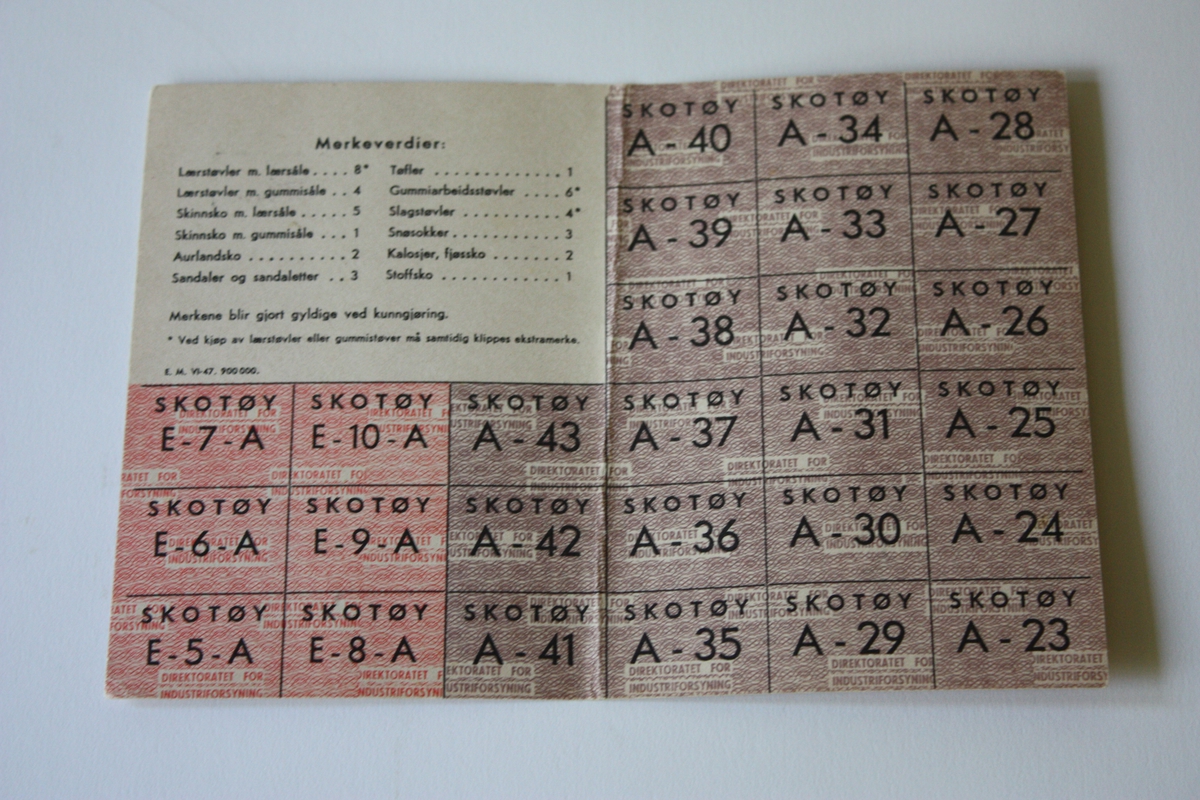 Merkeverdier:
Lærstøvler m. lærsåle . . . . 8*
Lærstøvler m. gummisåle . . 4
Skinnsko m. lærsåle . . . . . 5
Skinnsko m. gummisåle . . . 1
Aurlandsko . . . . . . . . . . 2
Sandaler og sandaletter . . 3
Tøfler . . . . . . . . . . . . . 1
Gummiarbeidsstøvler . . . . 6*
Slagstøvler . . . . . . . . . . 4*
Snøsokker . . . . . . . . . . . 3
Kalosjer, fjøssko . . . . . . . 2
Stoffsko . . . . . . . . . . . . 1
Merkene blir gjort gyldige ved kunngjøring.
* Ved kjøp av lærstøvler eller gummistøver må samtidig klippes ekstramerke.
E. M. VI-47. 900 000.
SKOTØY SKOTØY SKOTØY
E-7-A E-10-A A-43
SKOTØY SKOTØY SKOTØY
E-6-A E-9-A A-42
SKOTØY SKOTØY SKOTØY
E-5-A E-8-A A-41
SKOTØY SKOTØY SKOTØY
A-40 A-34 A-28
SKOTØY SKOTØY SKOTØY
A-39 A-33 A-27
SKOTØY SKOTØY SKOTØY
A-38 A-32 A-26
SKOTØY SKOTØY SKOTØY
A-37 A-31 A-25
SKOTØY SKOTØY SKOTØY
A-36 A-30 A-24
SKOTØY SKOTØY SKOTØY
A-35 A-29 A-23
DIREKTORATET FOR
INDUSTRIFORSYNING